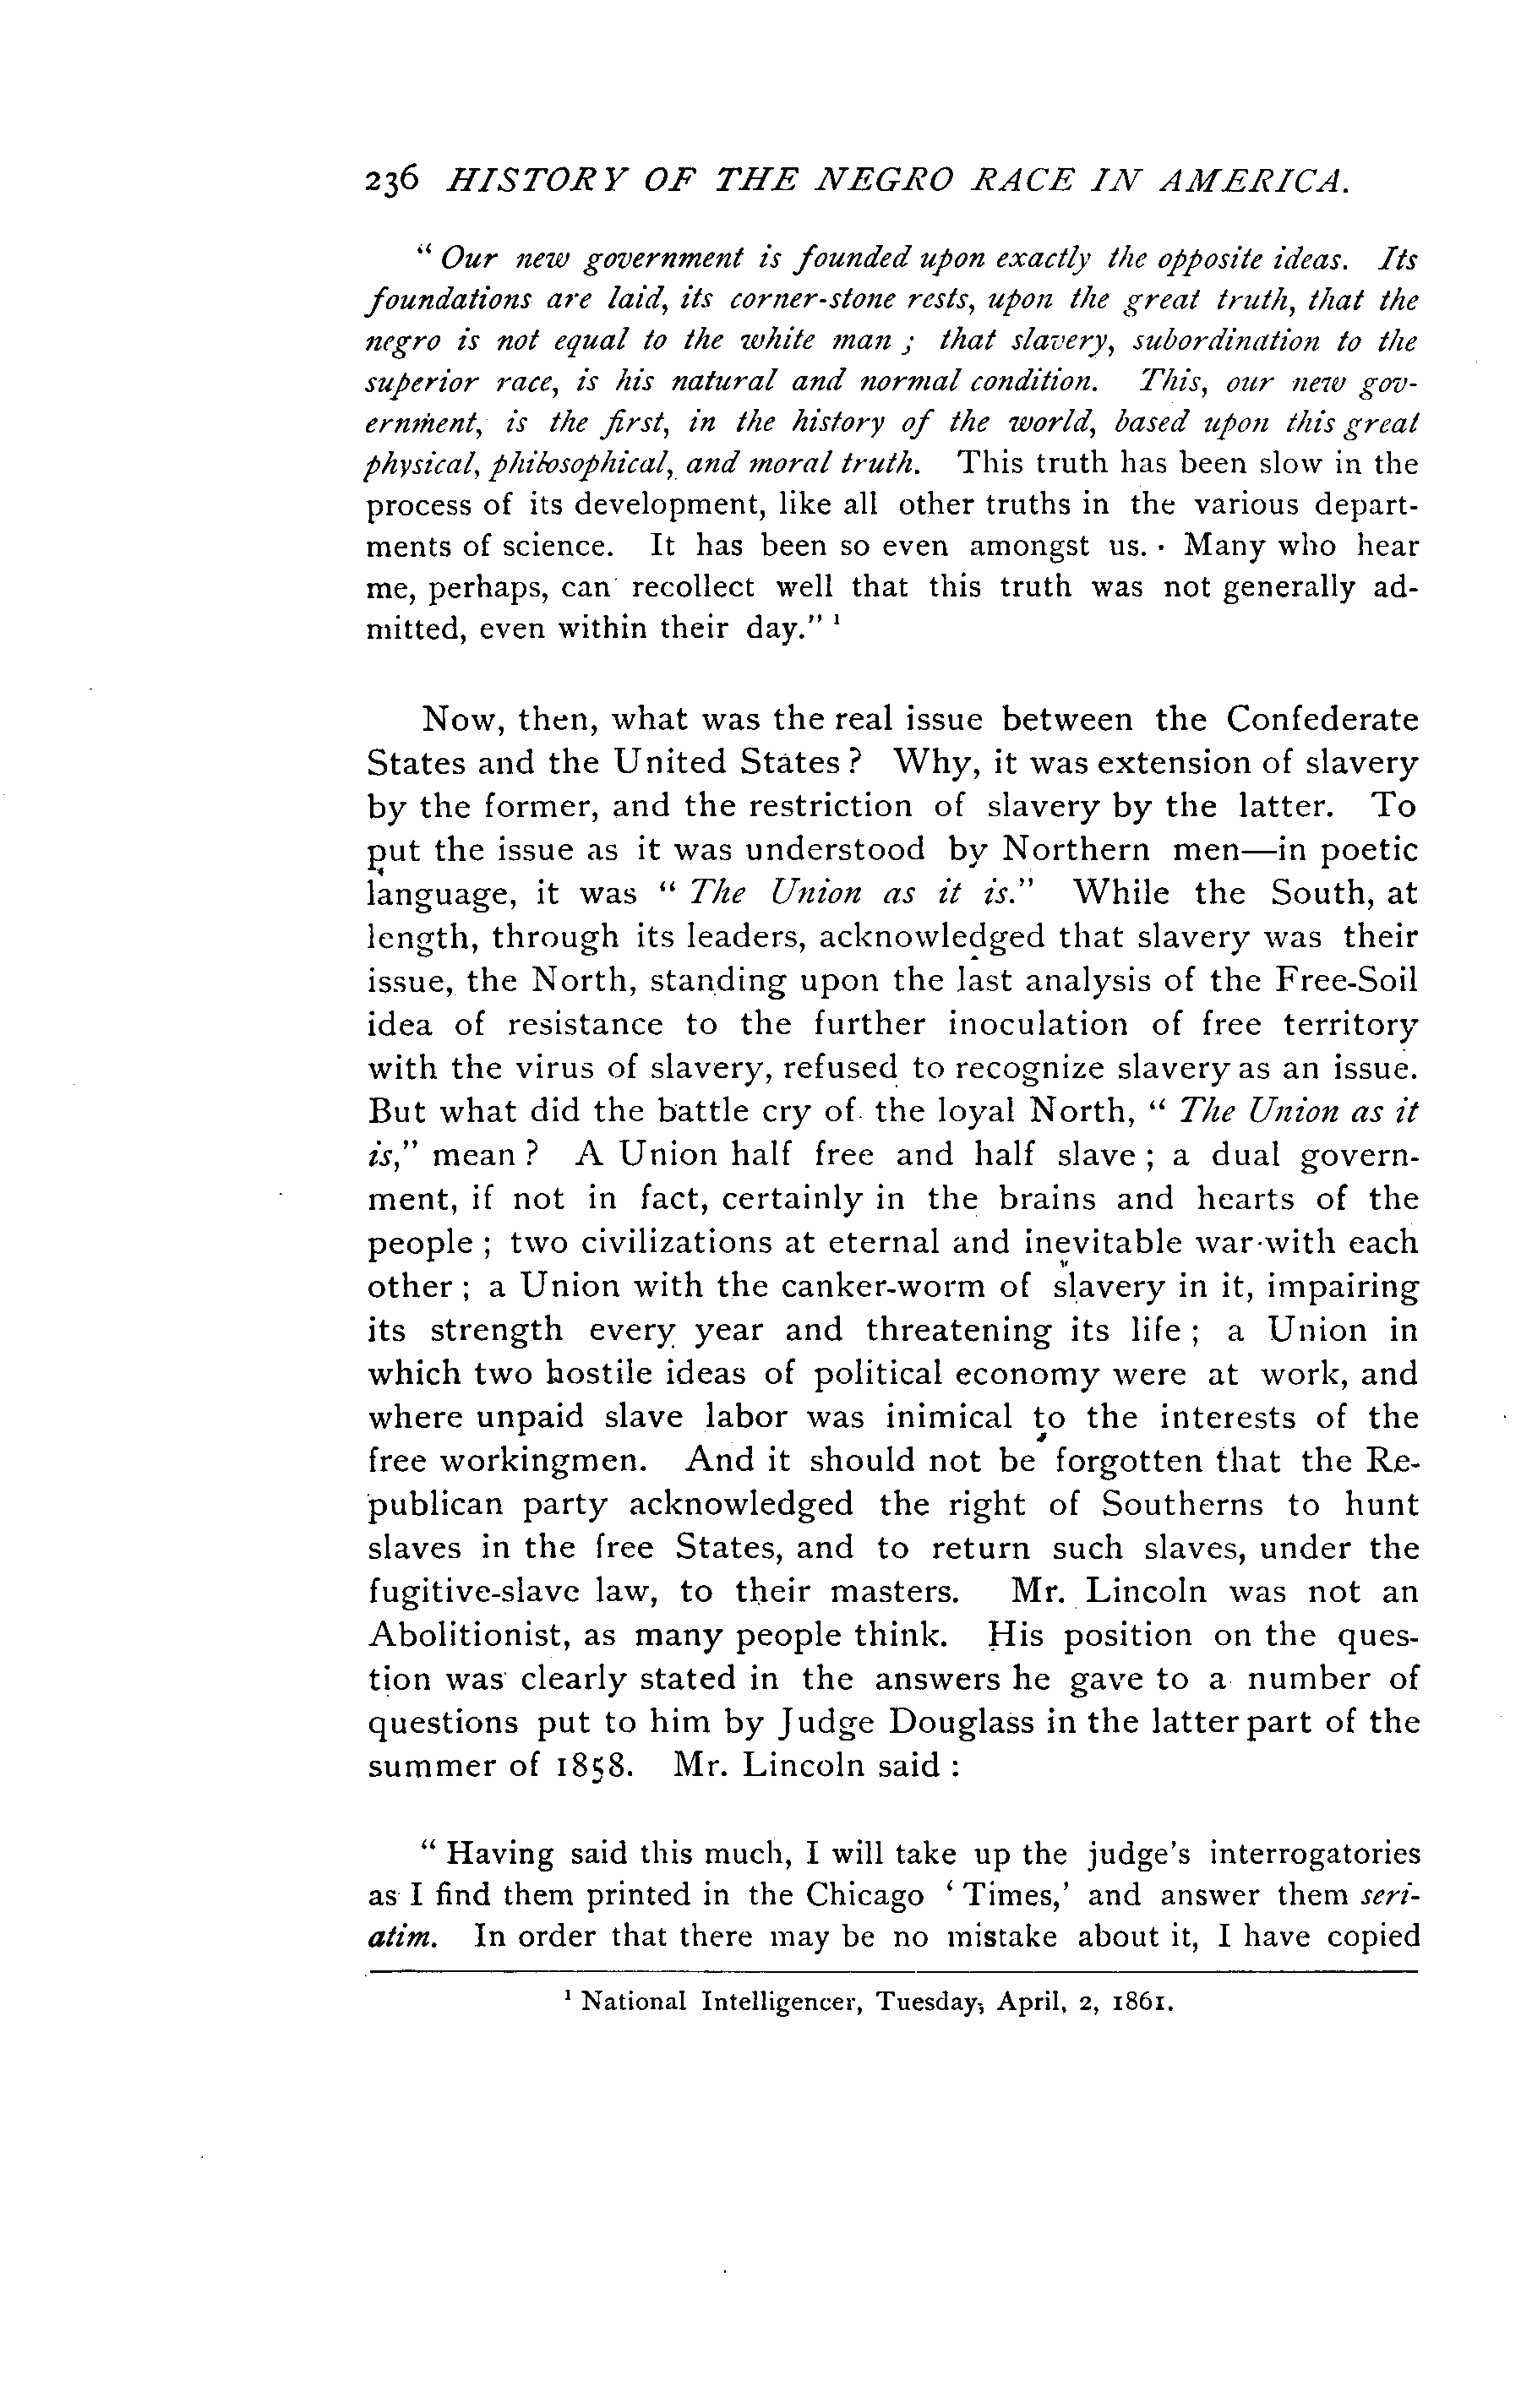 236 HISTORY OF THE NEGRO RACE IN AMERICA.
“ Our new government is founded upon exactly the opposite ideas. Its
foundations are laid, its corner-stone rests, upon the great truth, that the
negro is not equal to the white man ; that slavery, subordination to the
superior race, is his natural and normal condition. This, our new gov-
ernment, is the first, in the history of the world, based upon this great
physical, philosophical, and moral truth. This truth has been slow in the
process of its development, like all other truths in the various depart-
ments of science. It has been so even amongst us. Many who hear
me, perhaps, can recollect well that this truth was not generally ad-
mitted, even within their day.” ¹
Now, then, what was the real issue between the Confederate
States and the United States ? Why, it was extension of slavery
by the former, and the restriction of slavery by the latter. To
put the issue as it was understood by Northern men—in poetic
language, it was “ The Union as it is.” While the South, at
length, through its leaders, acknowledged that slavery was their
issue, the North, standing upon the last analysis of the Free-Soil
idea of resistance to the further inoculation of free territory
with the virus of slavery, refused to recognize slavery as an issue.
But what did the battle cry of the loyal North, “ The Union as it
is,” mean ? A Union half free and half slave ; a dual govern-
ment, if not in fact, certainly in the brains and hearts of the
people ; two civilizations at eternal and inevitable war with each
other ; a Union with the canker-worm of slavery in it, impairing
its strength every year and threatening its life ; a Union in
which two hostile ideas of political economy were at work, and
where unpaid slave labor was inimical to the interests of the
free workingmen. And it should not be forgotten that the Re-
publican party acknowledged the right of Southerns to hunt
slaves in the free States, and to return such slaves, under the
fugitive-slave law, to their masters. Mr. Lincoln was not an
Abolitionist, as many people think. His position on the ques-
tion was clearly stated in the answers he gave to a number of
questions put to him by Judge Douglass in the latter part of the
summer of 1858. Mr. Lincoln said :
“ Having said this much, I will take up the judge’s interrogatories
as I find them printed in the Chicago ‘ Times,’ and answer them seri-
atim. In order that there may be no mistake about it, I have copied
¹ National Intelligencer, Tuesday, April, 2, 1861.